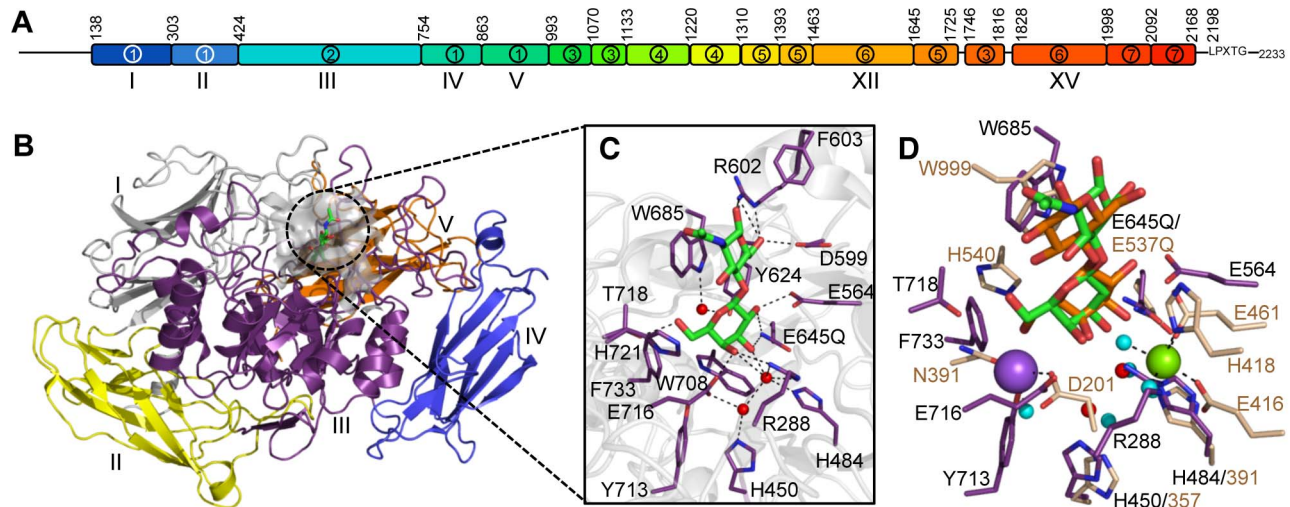 A
138 303 424 754 863 993 1070 1133 1220 1310 1393 1463 1645 1725 1746 1816 1828 1998 2092 2168 2198
1 1 2 1 1 3 3 4 4 5 5 6 5 3 6 7 7 LPXTG 2233
I II III IV V XII XV
B
I
V
IV
III
II
C
F603
R602
W685
D599
Y624
T718
E564
H721
E645Q
F733
W708
E716
R288
H484
Y713
H450
D
W685
W999
E645Q/
E537Q
H540
E564
T718
E461
F733
H418
N391
D201
E416
E716
R288
Y713
H484/391
H450/357